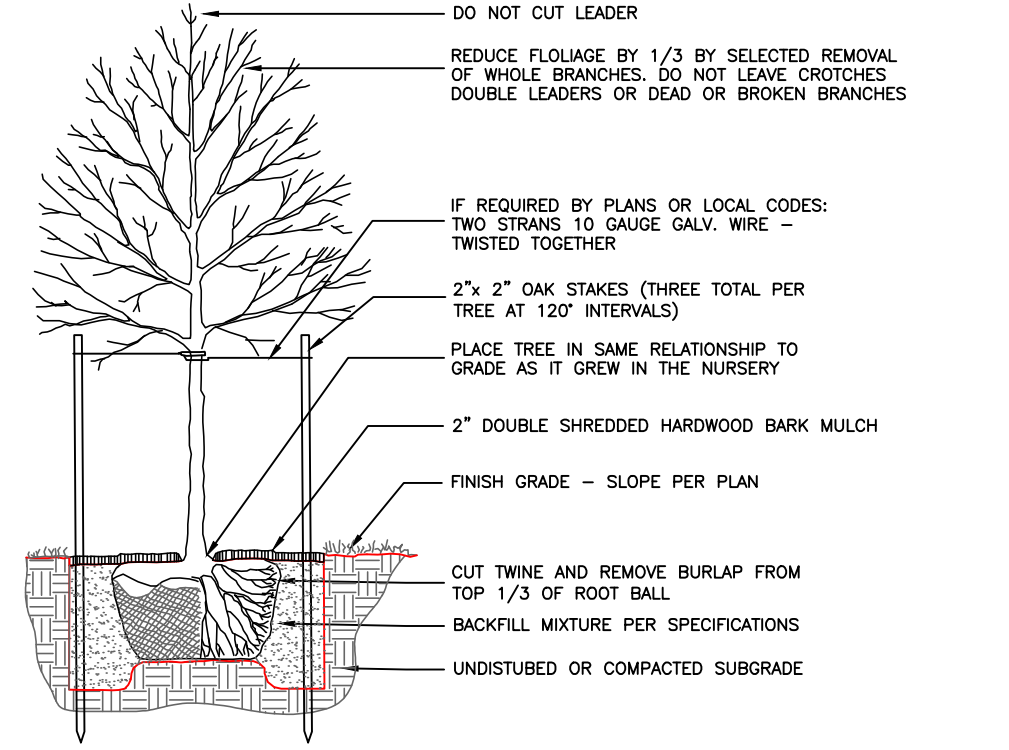 DO NOT CUT LEADER
REDUCE FLOLIAGE BY 1/3 BY SELECTED REMOVAL
OF WHOLE BRANCHES. DO NOT LEAVE CROTCHES
DOUBLE LEADERS OR DEAD OR BROKEN BRANCHES
IF REQUIRED BY PLANS OR LOCAL CODES:
TWO STRANS 10 GAUGE GALV. WIRE –
TWISTED TOGETHER
2"x 2" OAK STAKES (THREE TOTAL PER
TREE AT 120° INTERVALS)
PLACE TREE IN SAME RELATIONSHIP TO
GRADE AS IT GREW IN THE NURSERY
2" DOUBLE SHREDDED HARDWOOD BARK MULCH
FINISH GRADE – SLOPE PER PLAN
CUT TWINE AND REMOVE BURLAP FROM
TOP 1/3 OF ROOT BALL
BACKFILL MIXTURE PER SPECIFICATIONS
UNDISTUBED OR COMPACTED SUBGRADE